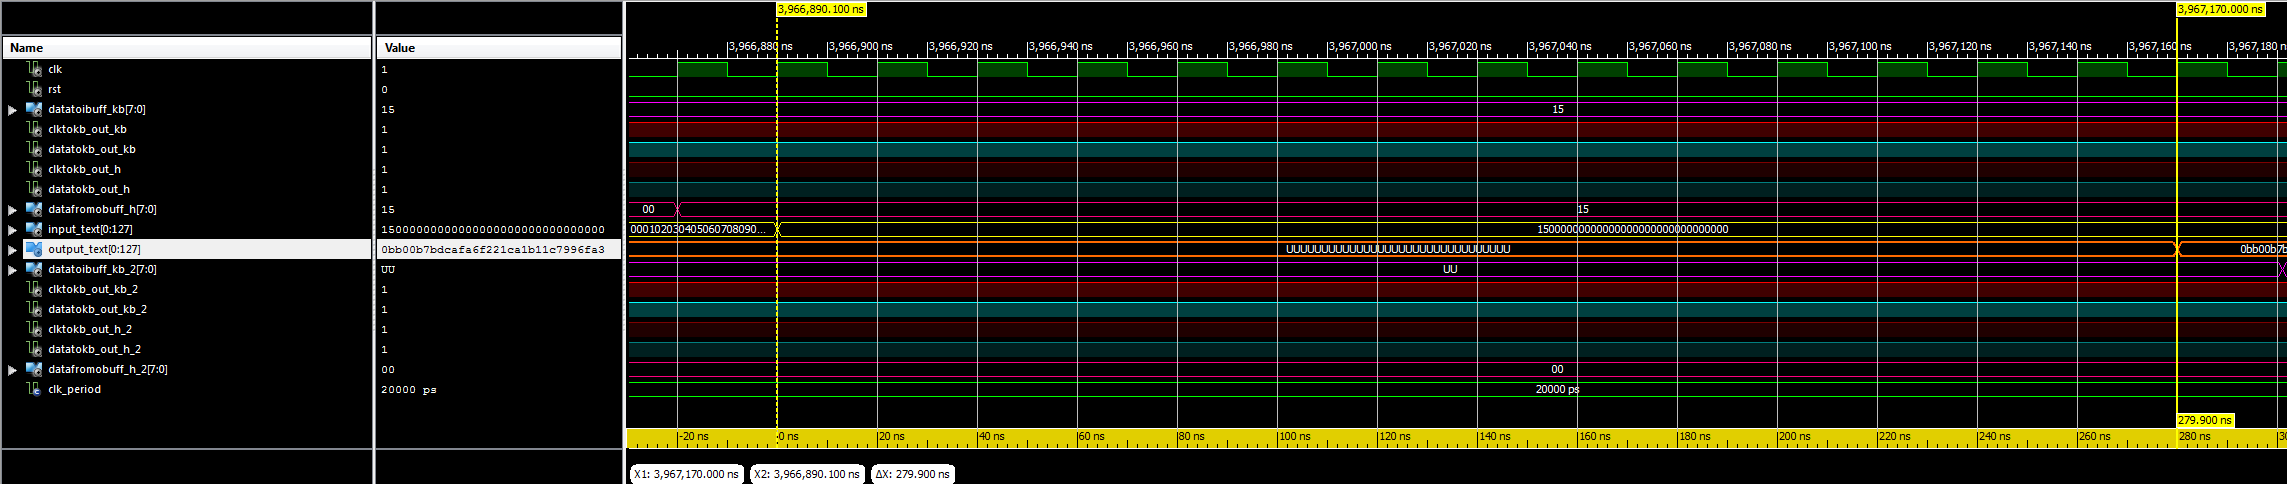 3,966,890.100 ns 3,967,170.000 ns
Name Value
3,966,880 ns 3,966,900 ns 3,966,920 ns 3,966,940 ns 3,966,960 ns 3,966,980 ns 3,967,000 ns 3,967,020 ns 3,967,040 ns 3,967,060 ns 3,967,080 ns 3,967,100 ns 3,967,120 ns 3,967,140 ns 3,967,160 ns 3,967,180 n
clk 1
rst 0
datatoibuff_kb[7:0] 15 15
clktokb_out_kb 1
datatokb_out_kb 1
clktokb_out_h 1
datatokb_out_h 1
datafromobuff_h[7:0] 15 00 15
input_text[0:127] 15000000000000000000000000000000 000102030405060708090... 15000000000000000000000000000000
output_text[0:127] 0bb00b7bdcafa6f221ca1b11c7996fa3 UUUUUUUUUUUUUUUUUUUUUUUUUUUUUUUU 0bb00b7b
datatoibuff_kb_2[7:0] UU UU
clktokb_out_kb_2 1
datatokb_out_kb_2 1
clktokb_out_h_2 1
datatokb_out_h_2 1
datafromobuff_h_2[7:0] 00 00
clk_period 20000 ps 20000 ps
279.900 ns
-20 ns 0 ns 20 ns 40 ns 60 ns 80 ns 100 ns 120 ns 140 ns 160 ns 180 ns 200 ns 220 ns 240 ns 260 ns 280 ns
X1: 3,967,170.000 ns X2: 3,966,890.100 ns ΔX: 279.900 ns